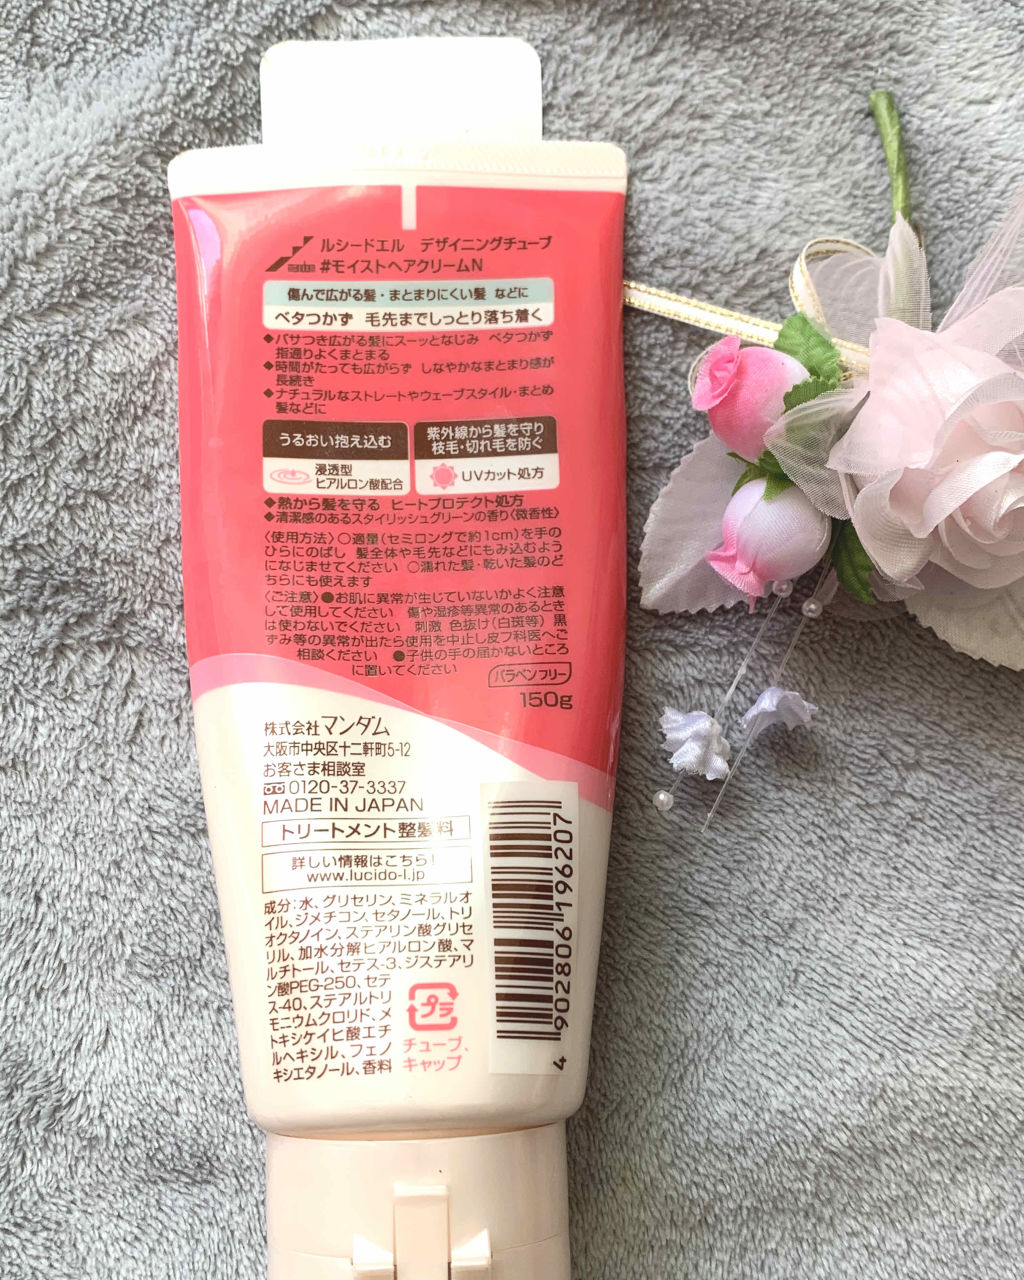 ルシードエル デザイニングチューブ
#モイストヘアクリームN
傷んで広がる髪・まとまりにくい髪 などに
ベタつかず 毛先までしっとり落ち着く
◆パサつき広がる髪にスーッとなじみ ベタつかず
指通りよくまとまる
◆時間がたっても広がらず しなやかなまとまり感が
長続き
◆ナチュラルなストレートやウェーブスタイル・まとめ
髪などに
うるおい抱え込む
浸透型
ヒアルロン酸配合
紫外線から髪を守り
枝毛・切れ毛を防ぐ
UVカット処方
◆熱から髪を守る ヒートプロテクト処方
◆清潔感のあるスタイリッシュグリーンの香り〈微香性〉
〈使用方法〉○適量(セミロングで約1cm)を手の
ひらにのばし 髪全体や毛先などにもみ込むよう
になじませてください ○濡れた髪・乾いた髪のど
ちらにも使えます
〈ご注意〉●お肌に異常が生じていないかよく注意
して使用してください 傷や湿疹等異常のあるとき
は使わないでください 刺激 色抜け(白斑等) 黒
ずみ等の異常が出たら使用を中止し皮フ科医へご
相談ください ●子供の手の届かないところ
に置いてください
パラベンフリー
150g
株式会社マンダム
大阪市中央区十二軒町5-12
お客さま相談室
0120-37-3337
MADE IN JAPAN
トリートメント整髪料
詳しい情報はこちら!
www.lucido-l.jp
成分:水、グリセリン、ミネラルオ
イル、ジメチコン、セタノール、トリ
オクタノイン、ステアリン酸グリセ
リル、加水分解ヒアルロン酸、マ
ルチトール、セテス-3、ジステアリ
ン酸PEG-250、セテ
ス-40、ステアルトリ
モニウムクロリド、メ
トキシケイヒ酸エチ
ルヘキシル、フェノ
キシエタノール、香料
プラ
チューブ、
キャップ
4 902806 196207